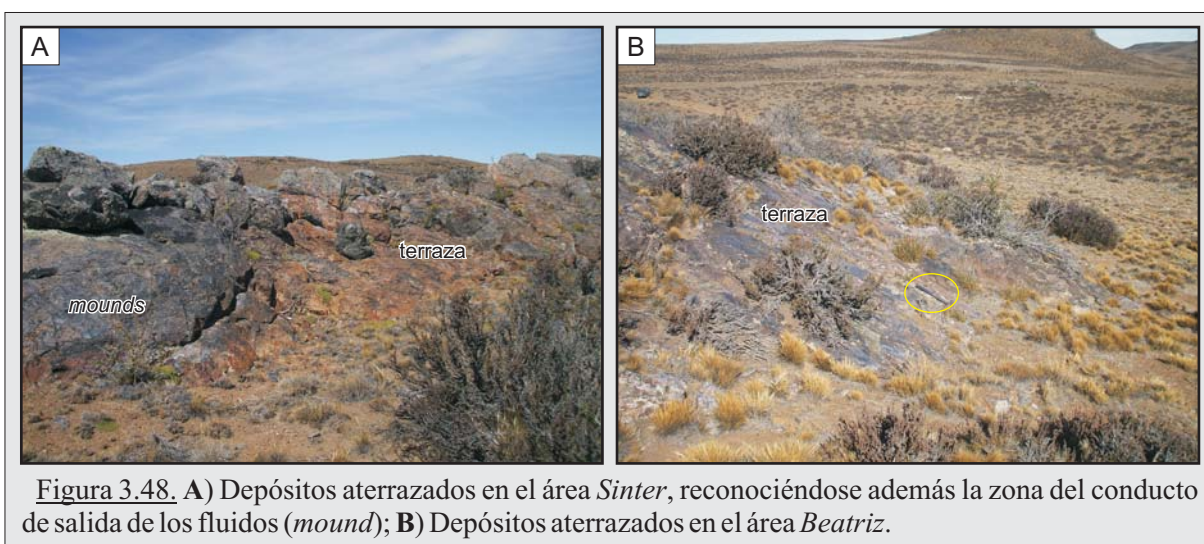 A
B
mounds
terraza
terraza
Figura 3.48. A) Depósitos aterrazados en el área Sinter, reconociéndose además la zona del conducto
de salida de los fluidos (mound); B) Depósitos aterrazados en el área Beatriz.